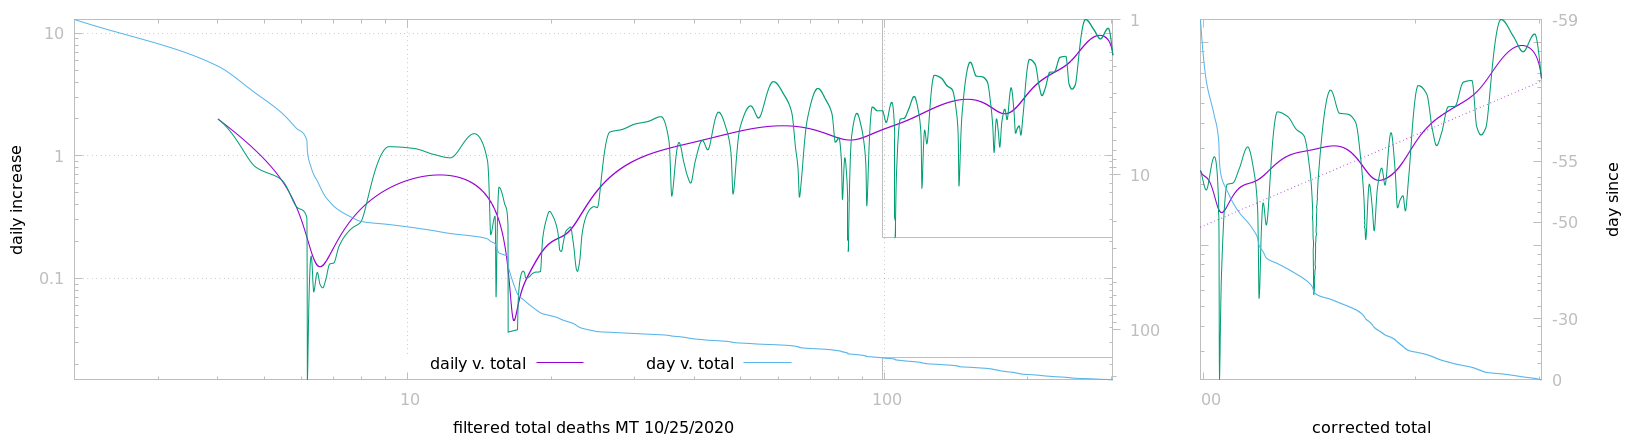 10
1
0.1
daily increase
daily v. total
day v. total
10
100
filtered total deaths MT 10/25/2020
1
10
100
00
corrected total
-59
-55
-50
-30
0
day since